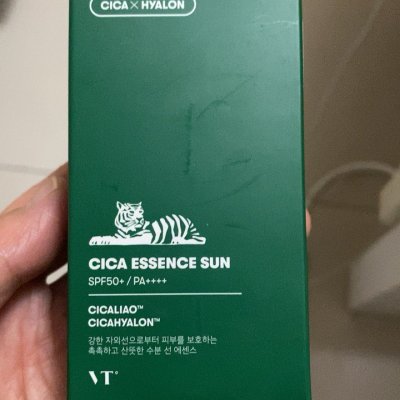 CICA × HYALON
CICA ESSENCE SUN
SPF50+ / PA++++
CICALIAO™
CICAHYALON™
강한 자외선으로부터 피부를 보호하는
촉촉하고 산뜻한 수분 선 에센스
VT